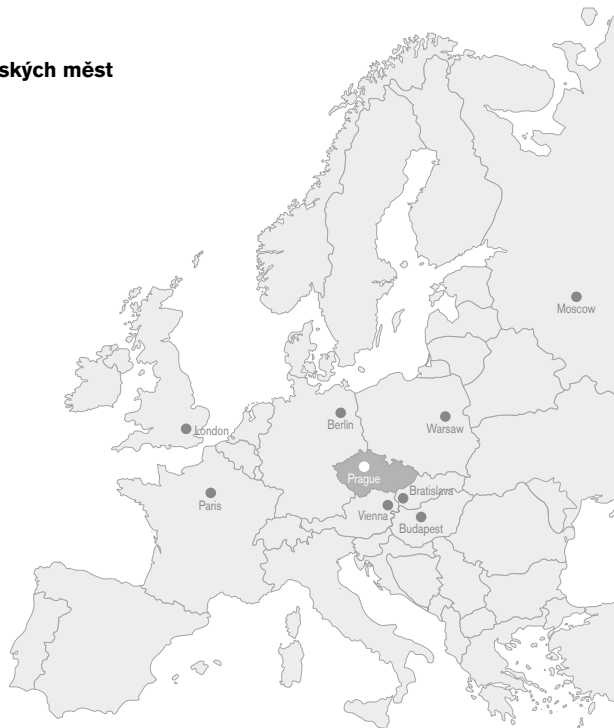 ských měst
Moscow
London
Berlin
Warsaw
Prague
Paris
Bratislava
Vienna
Budapest